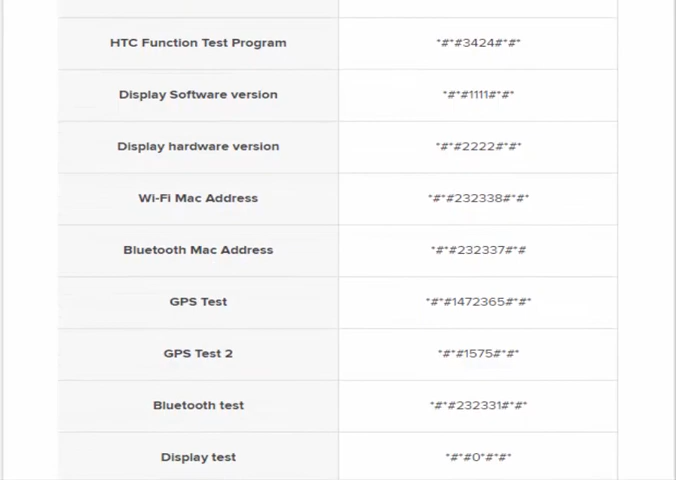 HTC Function Test Program *#*#3424#*#*
Display Software version *#*#1111#*#*
Display hardware version *#*#2222#*#*
Wi-Fi Mac Address *#*#232338#*#*
Bluetooth Mac Address *#*#232337#*#
GPS Test *#*#1472365#*#*
GPS Test 2 *#*#1575#*#*
Bluetooth test *#*#232331#*#*
Display test *#*#0*#*#*